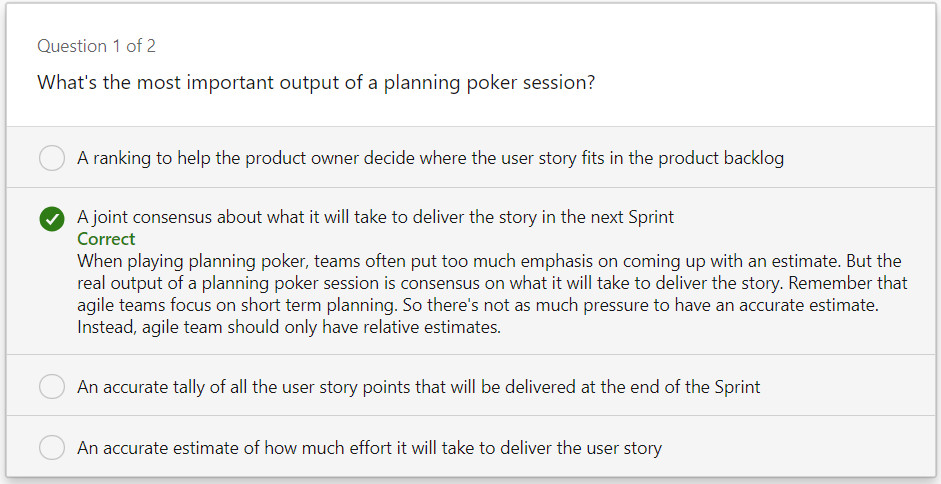 Question 1 of 2
What's the most important output of a planning poker session?
A ranking to help the product owner decide where the user story fits in the product backlog
A joint consensus about what it will take to deliver the story in the next Sprint
Correct
When playing planning poker, teams often put too much emphasis on coming up with an estimate. But the
real output of a planning poker session is consensus on what it will take to deliver the story. Remember that
agile teams focus on short term planning. So there's not as much pressure to have an accurate estimate.
Instead, agile team should only have relative estimates.
An accurate tally of all the user story points that will be delivered at the end of the Sprint
An accurate estimate of how much effort it will take to deliver the user story